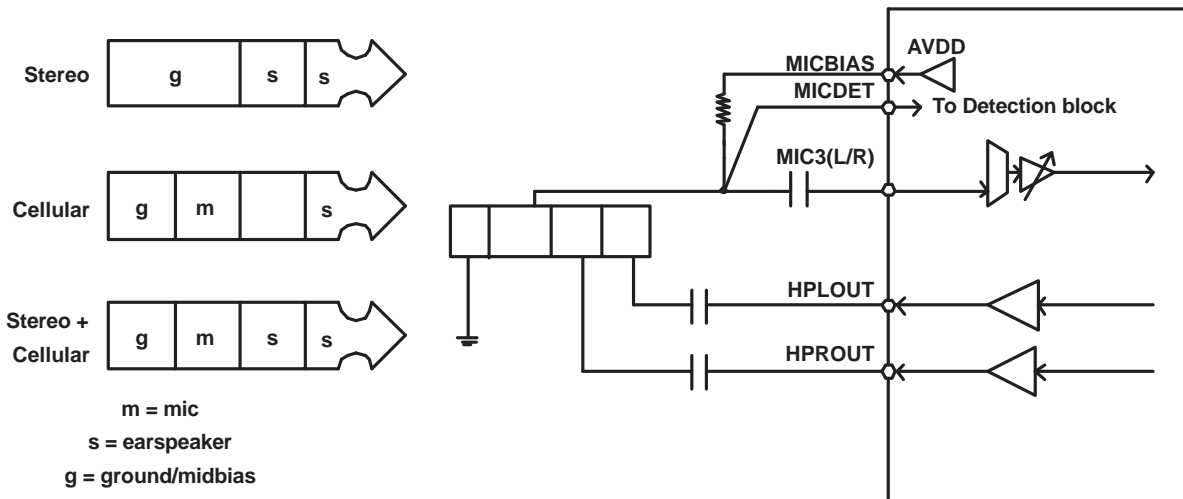 Stereo
g
s
s
Cellular
g
m
s
Stereo +
Cellular
g
m
s
s
m = mic
s = earspeaker
g = ground/midbias
AVDD
MICBIAS
MICDET
To Detection block
MIC3(L/R)
HPLOUT
HPROUT